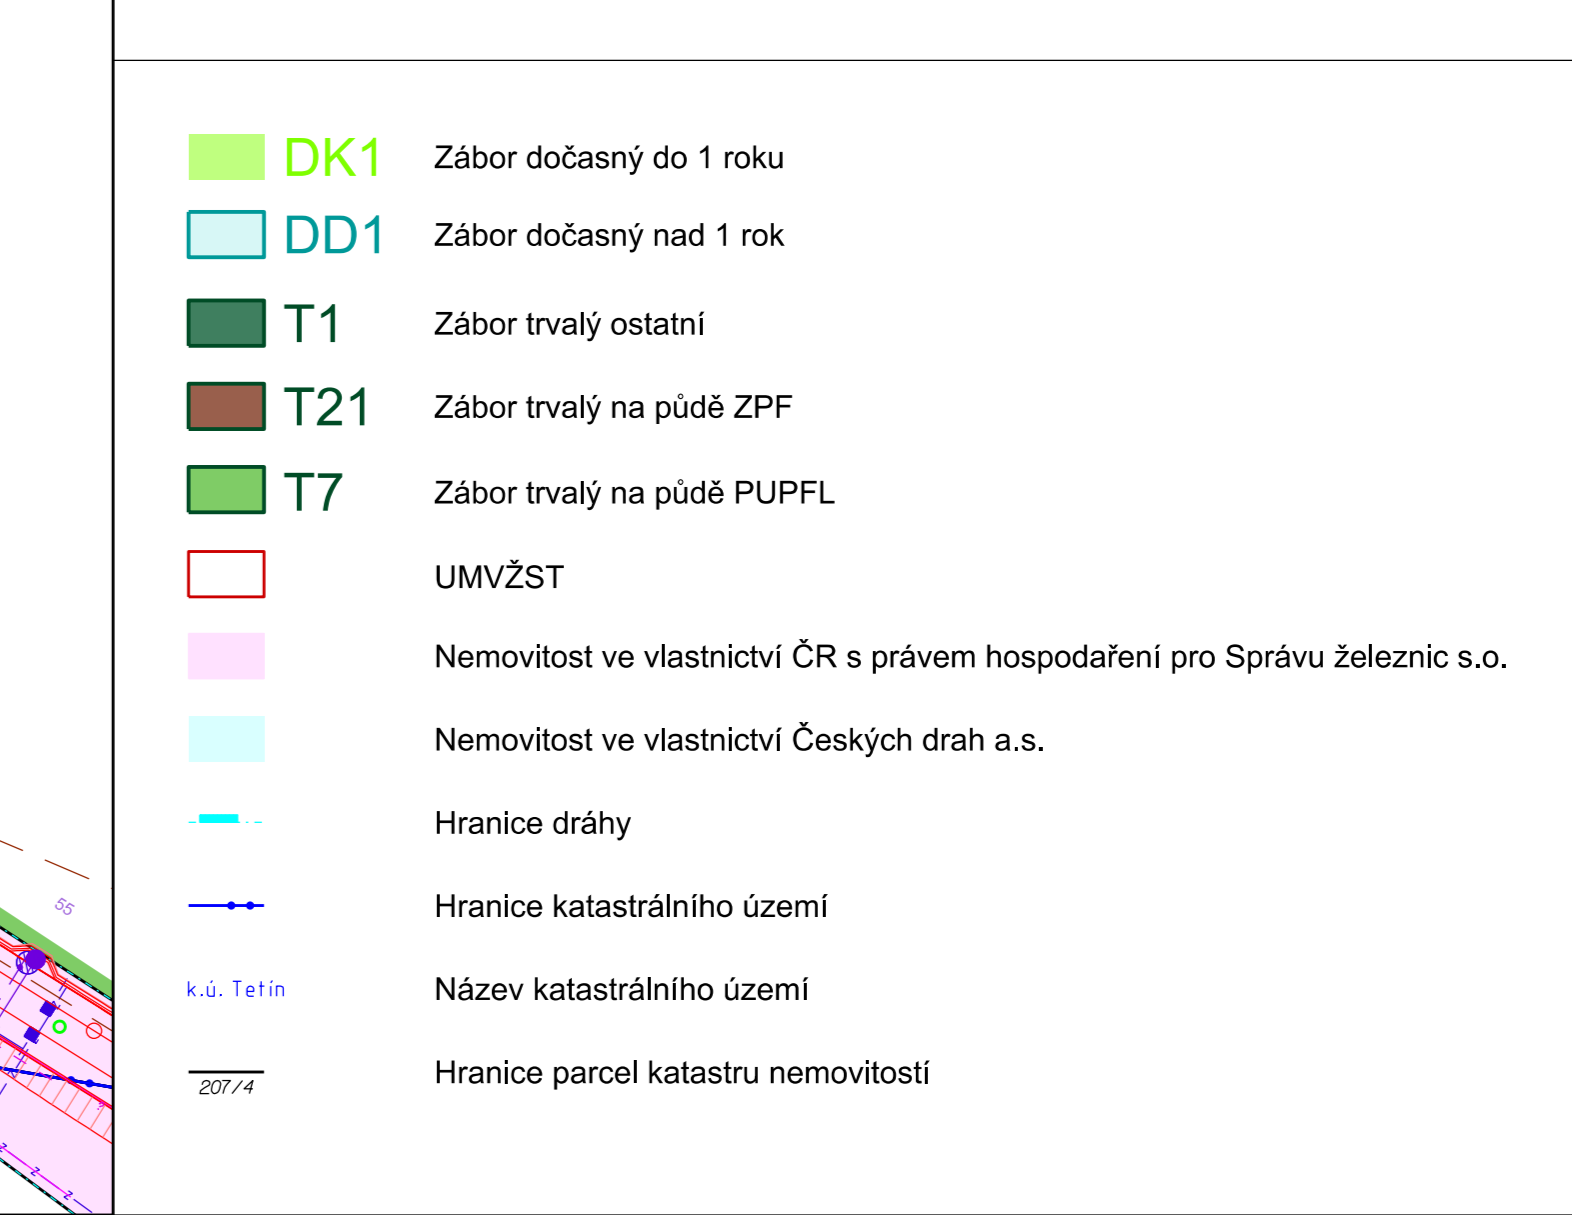 DK1 Zábor dočasný do 1 roku
DD1 Zábor dočasný nad 1 rok
T1 Zábor trvalý ostatní
T21 Zábor trvalý na půdě ZPF
T7 Zábor trvalý na půdě PUPFL
UMVŽST
Nemovitost ve vlastnictví ČR s právem hospodaření pro Správu železnic s.o.
Nemovitost ve vlastnictví Českých drah a.s.
Hranice dráhy
Hranice katastrálního území
k.ú. Tetín Název katastrálního území
Hranice parcel katastru nemovitostí
207/4
55
z
z
z